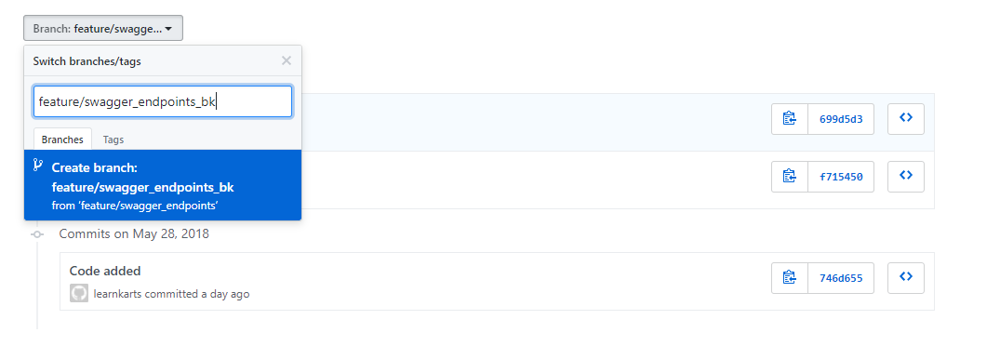 Branch: feature/swagge...
Switch branches/tags
feature/swagger_endpoints_bk
Branches Tags
Create branch:
feature/swagger_endpoints_bk
from ‘feature/swagger_endpoints’
699d5d3
f715450
Commits on May 28, 2018
Code added
learnkarts committed a day ago
746d655